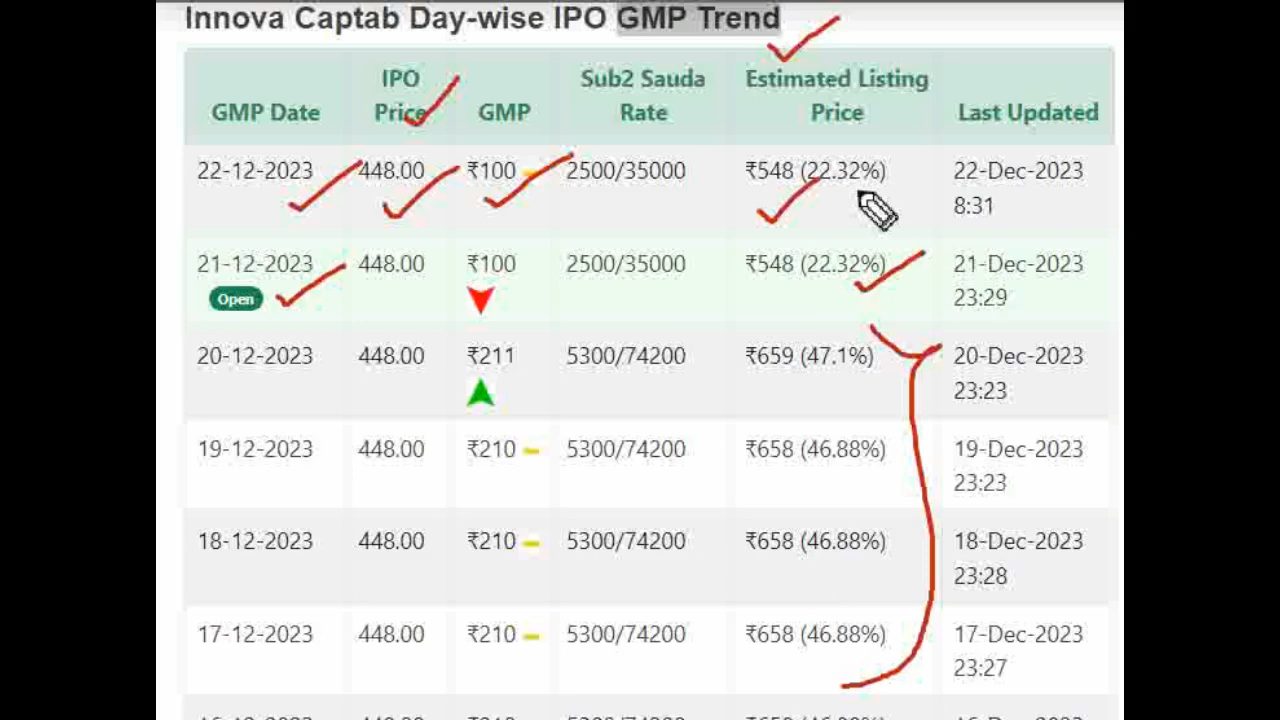 Innova Captab Day-wise IPO GMP Trend
GMP Date IPO Price GMP Sub2 Sauda Rate Estimated Listing Price Last Updated
22-12-2023 448.00 ₹100 2500/35000 ₹548 (22.32%) 22-Dec-2023 8:31
21-12-2023 Open 448.00 ₹100 2500/35000 ₹548 (22.32%) 21-Dec-2023 23:29
20-12-2023 448.00 ₹211 5300/74200 ₹659 (47.1%) 20-Dec-2023 23:23
19-12-2023 448.00 ₹210 5300/74200 ₹658 (46.88%) 19-Dec-2023 23:23
18-12-2023 448.00 ₹210 5300/74200 ₹658 (46.88%) 18-Dec-2023 23:28
17-12-2023 448.00 ₹210 5300/74200 ₹658 (46.88%) 17-Dec-2023 23:27